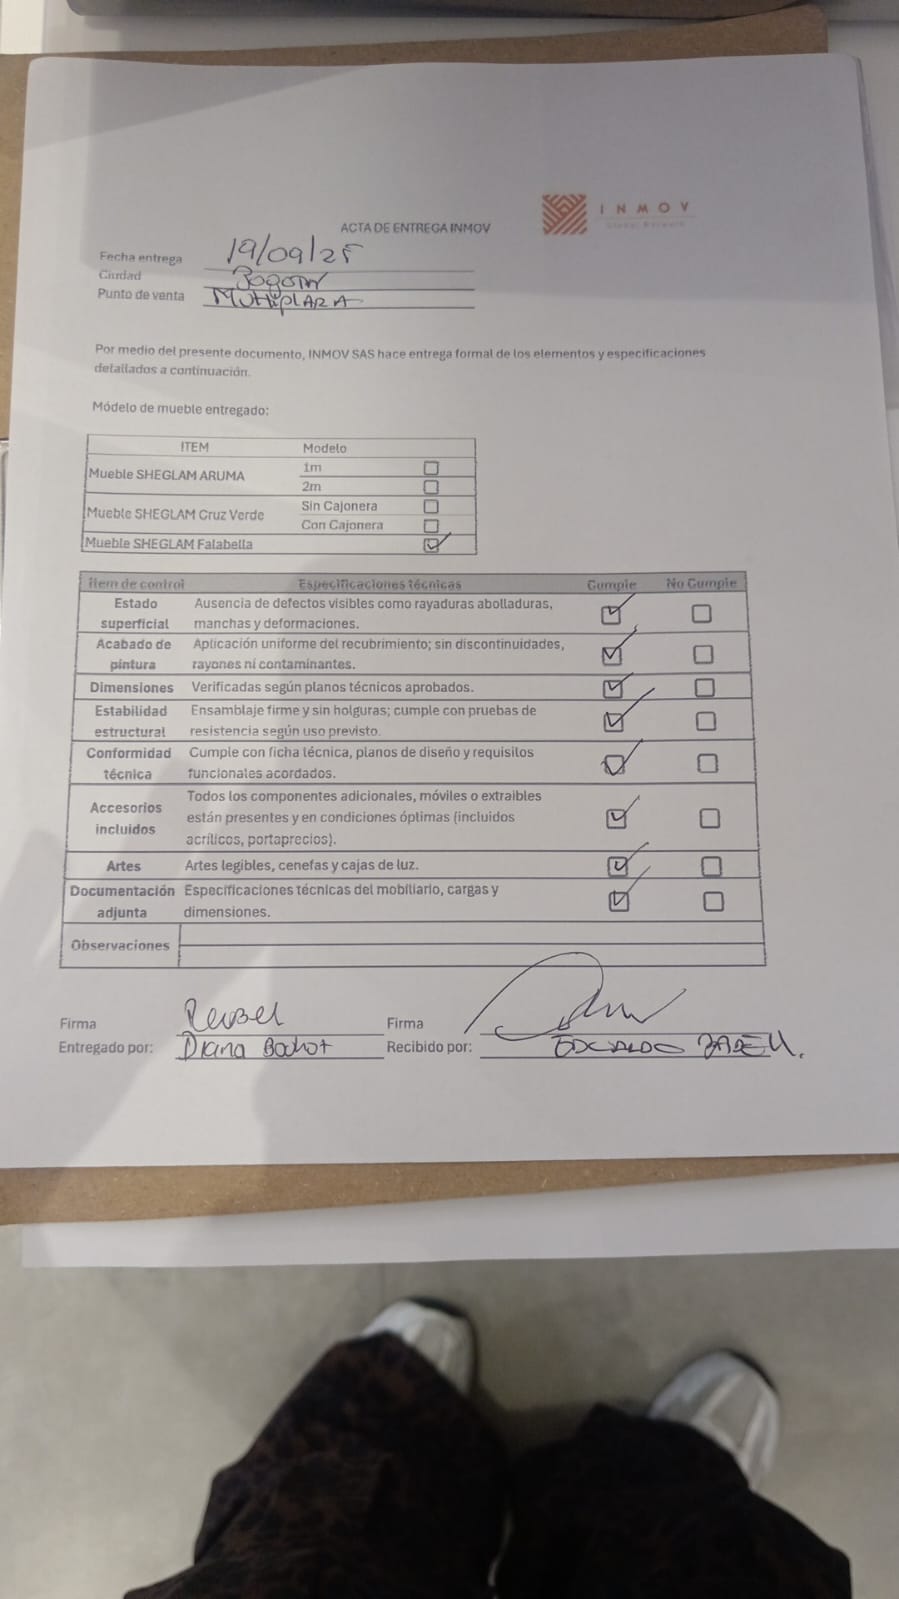 INMOV
ACTA DE ENTREGA INMOV
Fecha entrega 19/09/25
Ciudad Bogotá
Punto de venta MultiplAzA
Por medio del presente documento, INMOV SAS hace entrega formal de los elementos y especificaciones
detallados a continuación.
Módelo de mueble entregado:
ITEM Modelo
Mueble SHEGLAM ARUMA 1m
2m
Mueble SHEGLAM Cruz Verde Sin Cajonera
Con Cajonera
Mueble SHEGLAM Falabella
Ítem de control Especificaciones técnicas Cumple No Cumple
Estado superficial Ausencia de defectos visibles como rayaduras abolladuras,
manchas y deformaciones.
Acabado de pintura Aplicación uniforme del recubrimiento; sin discontinuidades,
rayones ni contaminantes.
Dimensiones Verificadas según planos técnicos aprobados.
Estabilidad estructural Ensamblaje firme y sin holguras; cumple con pruebas de
resistencia según uso previsto.
Conformidad técnica Cumple con ficha técnica, planos de diseño y requisitos
funcionales acordados.
Accesorios incluidos Todos los componentes adicionales, móviles o extraibles
están presentes y en condiciones óptimas (incluidos
acrílicos, portaprecios).
Artes Artes legibles, cenefas y cajas de luz.
Documentación adjunta Especificaciones técnicas del mobiliario, cargas y
dimensiones.
Observaciones
Firma Firma
Entregado por: Diana Recibido por: